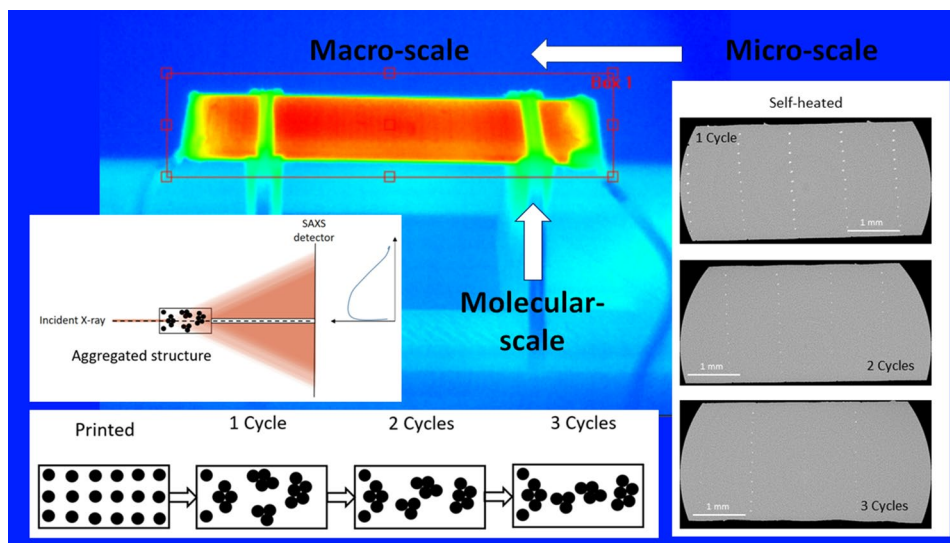 Macro-scale
Micro-scale
Box 1
Self-heated
1 Cycle
1 mm
1 mm
2 Cycles
1 mm
3 Cycles
SAXS
detector
Incident X-ray
Aggregated structure
Molecular-
scale
Printed
1 Cycle
2 Cycles
3 Cycles